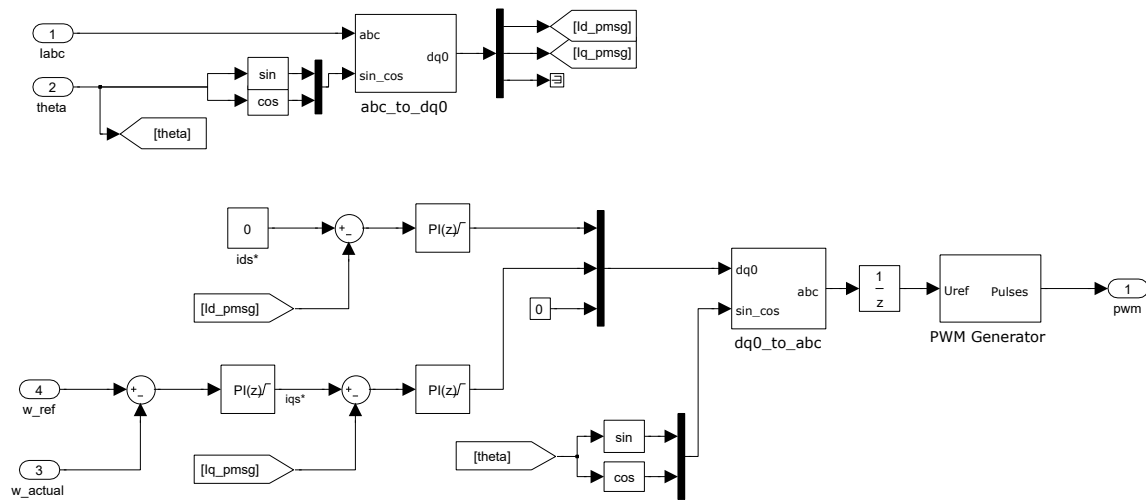 1
Iabc
2
theta
sin
cos
[theta]
abc
sin_cos
dq0
abc_to_dq0
[Id_pmsg]
[Iq_pmsg]
0
ids*
+
−
PI(z)
[Id_pmsg]
0
4
w_ref
3
w_actual
+
−
PI(z)
iqs*
+
−
PI(z)
[Iq_pmsg]
[theta]
sin
cos
dq0
sin_cos
abc
dq0_to_abc
1
z
Uref
Pulses
PWM Generator
1
pwm